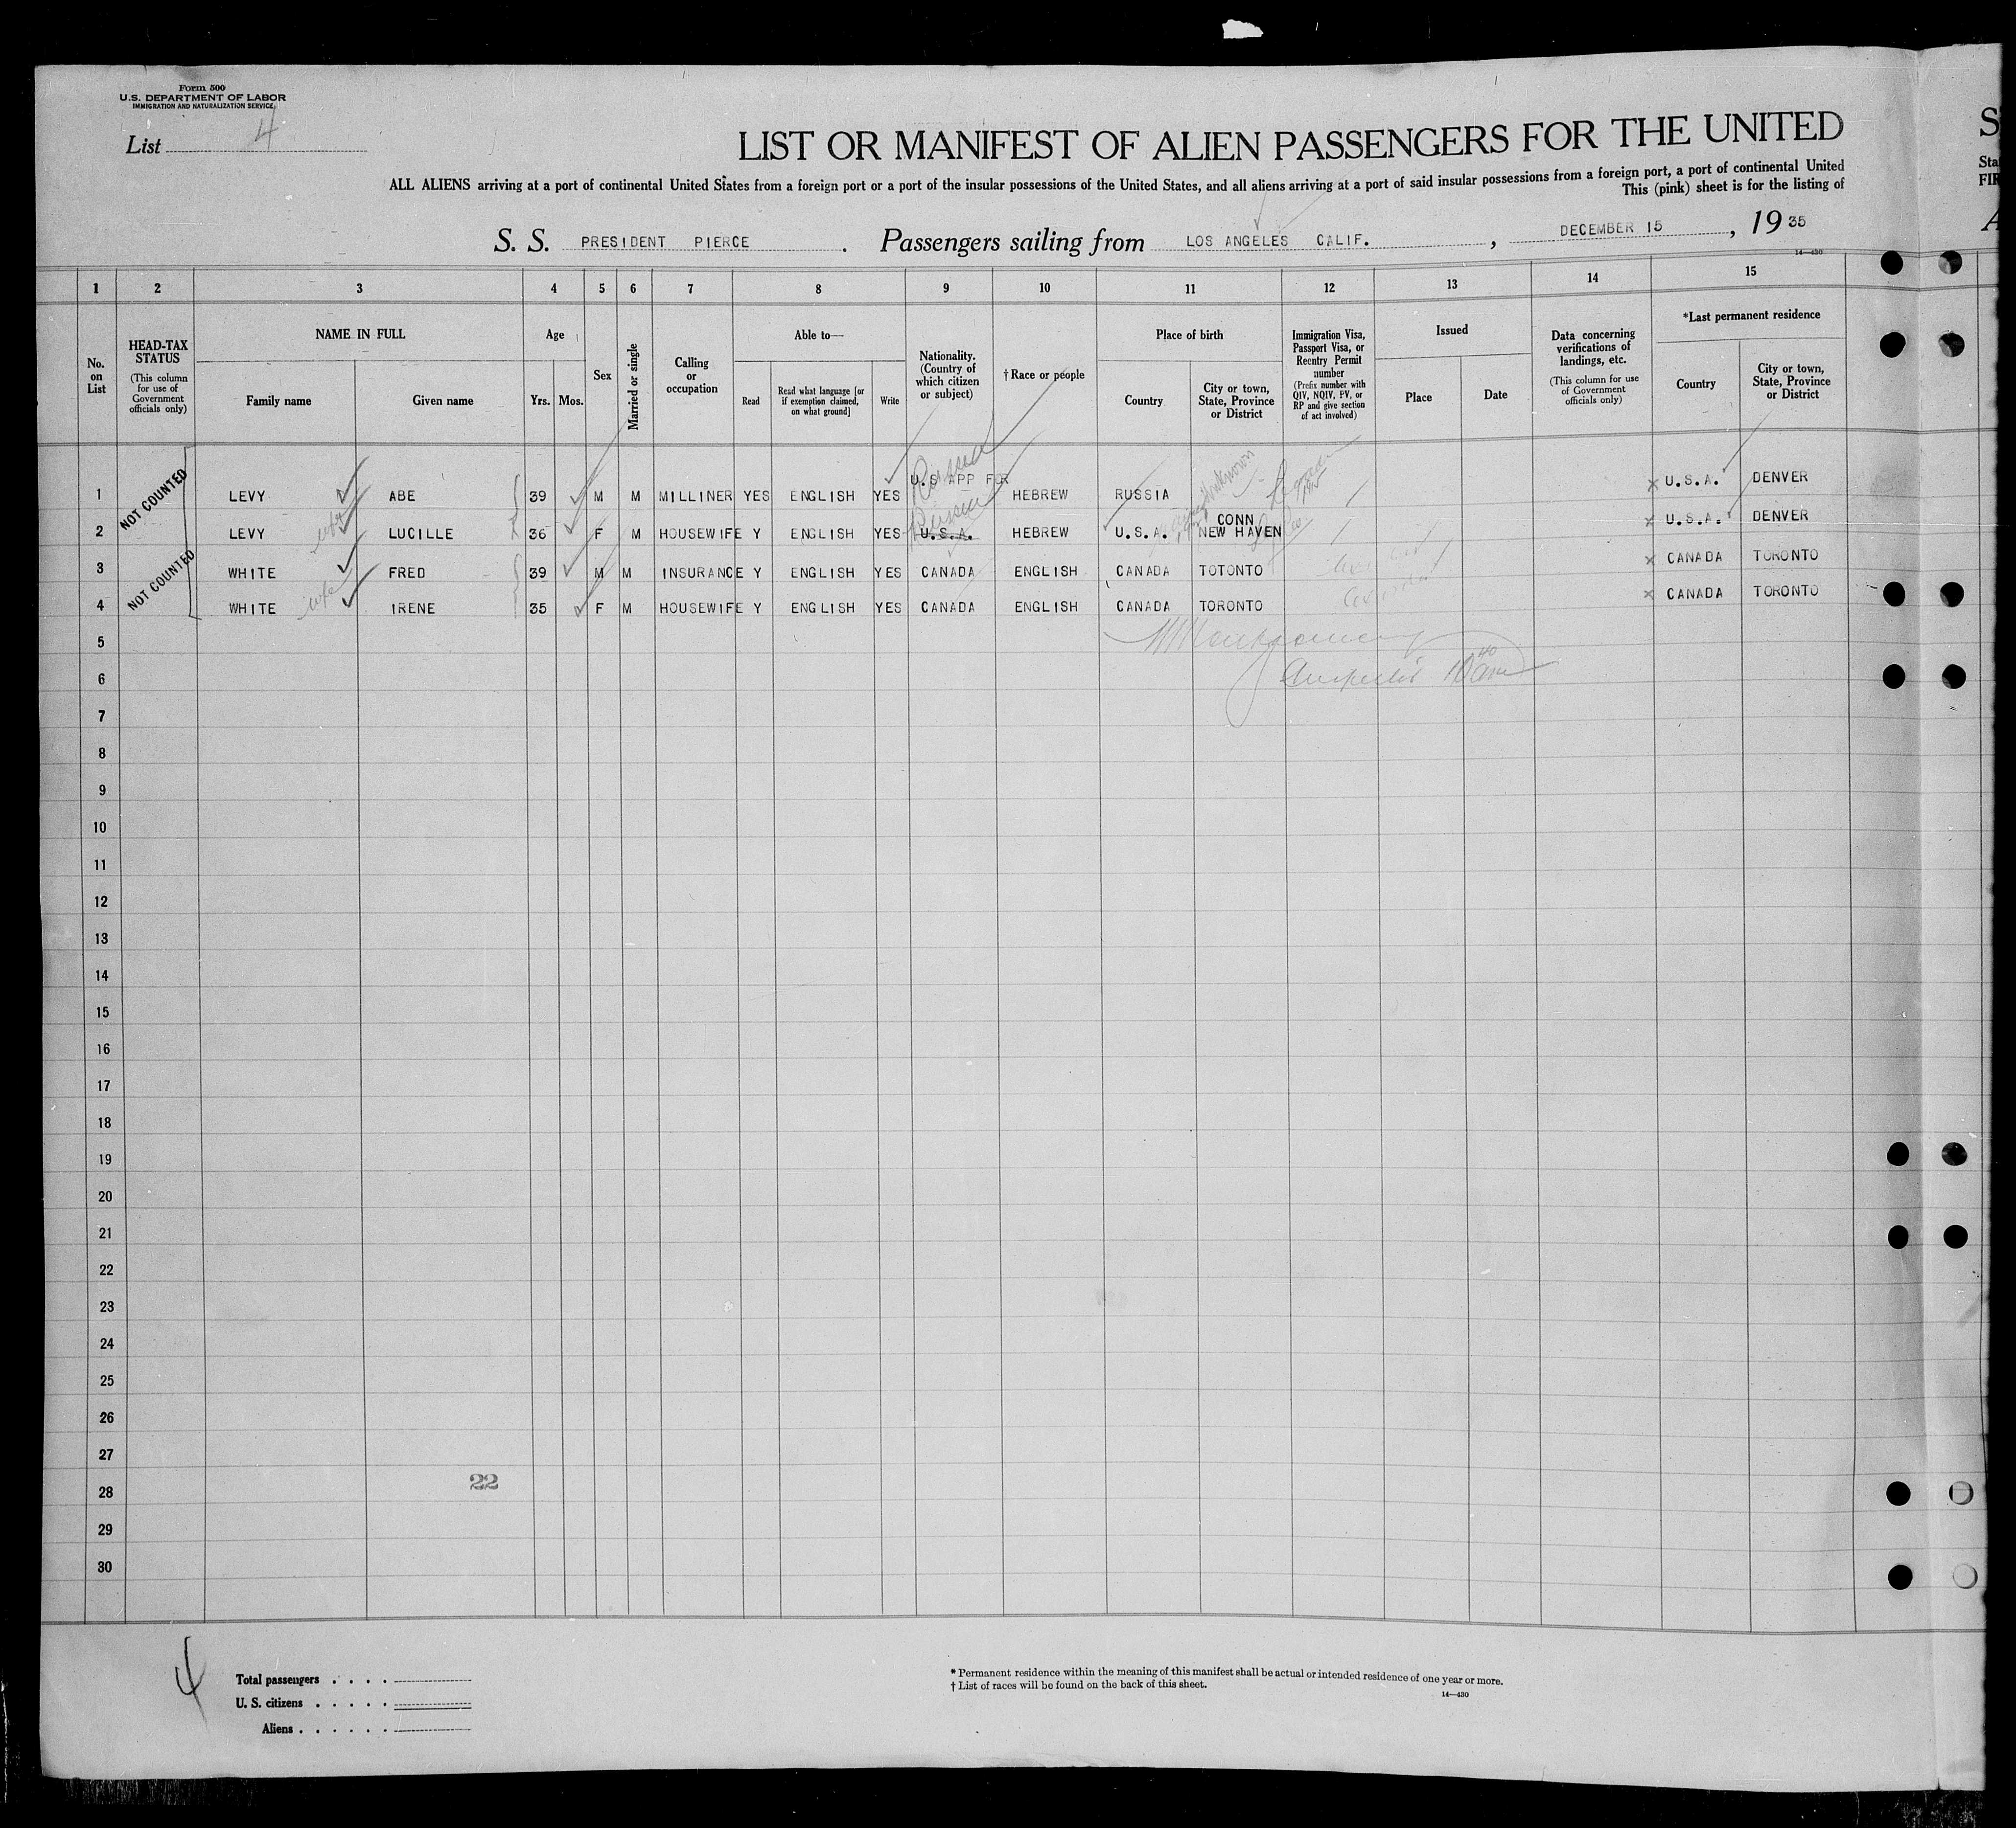 Form 500
U.S. DEPARTMENT OF LABOR
IMMIGRATION AND NATURALIZATION SERVICE
List 4
LIST OR MANIFEST OF ALIEN PASSENGERS FOR THE UNITED
ALL ALIENS arriving at a port of continental United States from a foreign port or a port of the insular possessions of the United States, and all aliens arriving at a port of said insular possessions from a foreign port, a port of continental United
This (pink) sheet is for the listing of
S. S. PRESIDENT PIERCE. Passengers sailing from LOS ANGELES CALIF., DECEMBER 15, 1935
14—430
1 2 3 4 5 6 7 8 9 10 11 12 13 14 15
No. on List
HEAD-TAX STATUS
(This column for use of Government officials only)
NAME IN FULL
Family name Given name
Age
Yrs. Mos.
Sex
Married or single
Calling or occupation
Able to—
Read
Read what language [or if exemption claimed, on what ground]
Write
Nationality. (Country of which citizen or subject)
†Race or people
Place of birth
Country
City or town, State, Province or District
Immigration Visa, Passport Visa, or Reentry Permit number
(Prefix number with QIV, NQIV, PV, or RP and give section of act involved)
Issued
Place Date
Data concerning verifications of landings, etc.
(This column for use of Government officials only)
*Last permanent residence
Country
City or town, State, Province or District
NOT COUNTED
1 LEVY ABE 39 M M MILLINER YES ENGLISH YES U.S APP FOR Russia HEBREW RUSSIA Unknown x U.S.A. DENVER
2 LEVY wife LUCILLE 36 F M HOUSEWIFE Y ENGLISH YES U.S.A. Russia HEBREW U.S.A. CONN NEW HAVEN x U.S.A. DENVER
NOT COUNTED
3 WHITE FRED 39 M M INSURANCE Y ENGLISH YES CANADA ENGLISH CANADA TOTONTO x CANADA TORONTO
4 WHITE wife IRENE 35 F M HOUSEWIFE Y ENGLISH YES CANADA ENGLISH CANADA TORONTO x CANADA TORONTO
5
6
7
8
9
10
11
12
13
14
15
16
17
18
19
20
21
22
23
24
25
26
27
22
28
29
30
4
Total passengers . . . .
U. S. citizens . . . . .
Aliens . . . . . .
* Permanent residence within the meaning of this manifest shall be actual or intended residence of one year or more.
† List of races will be found on the back of this sheet.
14—430